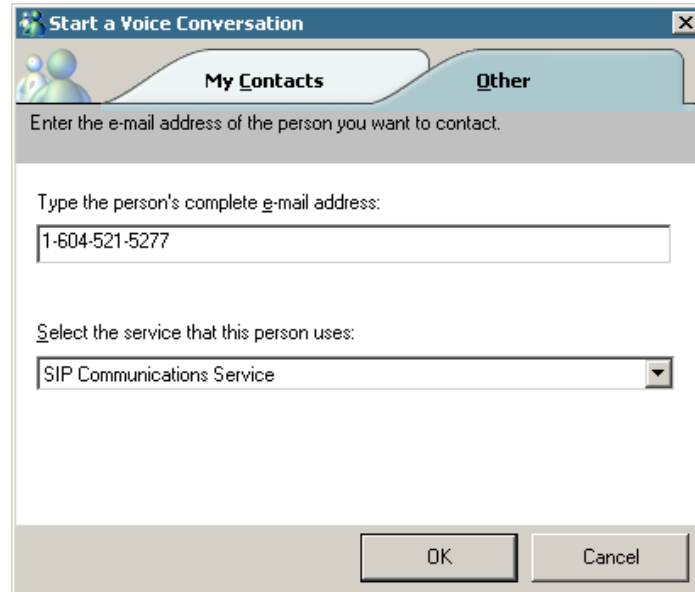 Start a Voice Conversation
My Contacts
Other
Enter the e-mail address of the person you want to contact.
Type the person's complete e-mail address:
1-604-521-5277
Select the service that this person uses:
SIP Communications Service
OK
Cancel